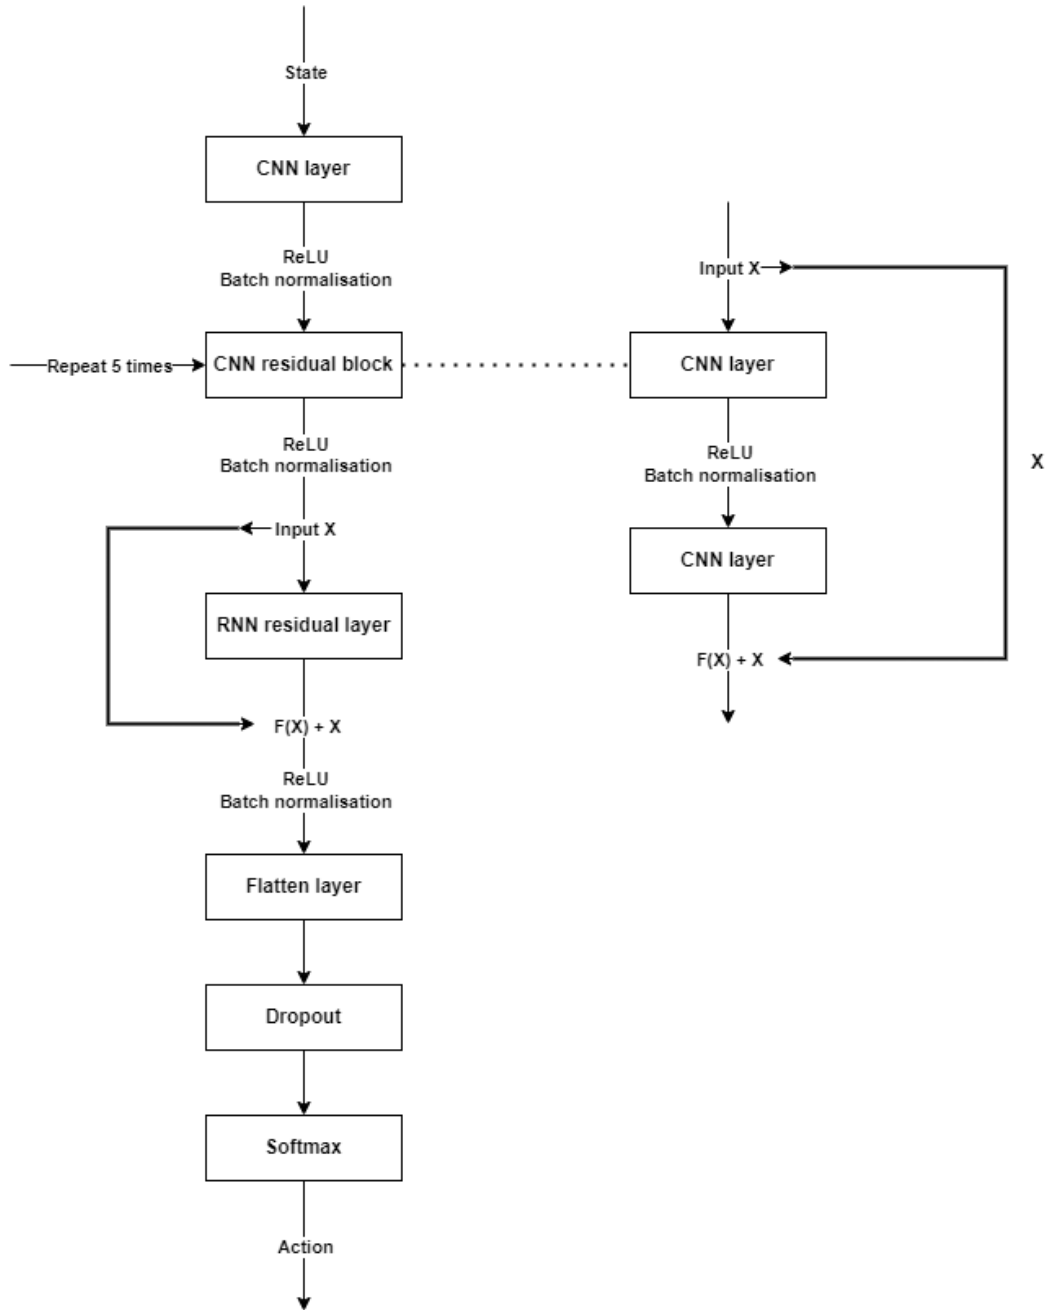 State
CNN layer
ReLU
Batch normalisation
Repeat 5 times
CNN residual block
ReLU
Batch normalisation
Input X
RNN residual layer
F(X) + X
ReLU
Batch normalisation
Flatten layer
Dropout
Softmax
Action
Input X
CNN layer
ReLU
Batch normalisation
X
CNN layer
F(X) + X